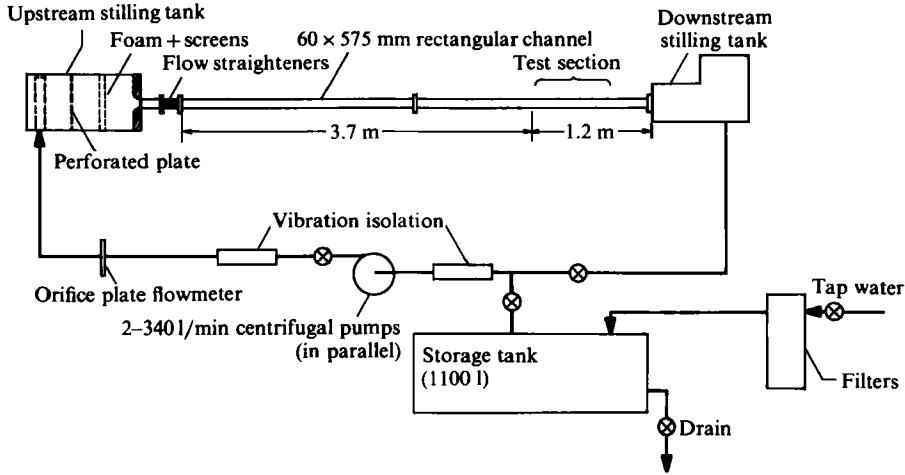 Upstream stilling tank
Foam + screens
Flow straighteners
60 × 575 mm rectangular channel
Test section
Downstream
stilling tank
3.7 m
1.2 m
Perforated plate
Vibration isolation
Orifice plate flowmeter
2–340 l/min centrifugal pumps
(in parallel)
Storage tank
(1100 l)
Tap water
Filters
Drain